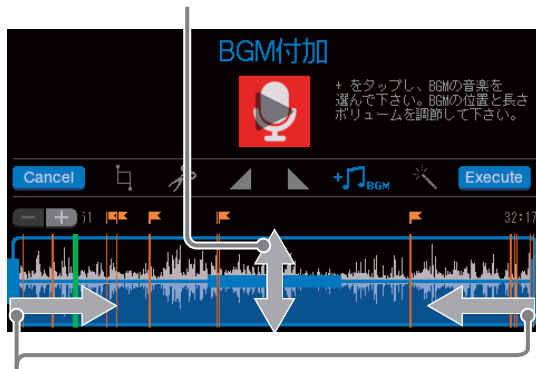 BGM付加
+ をタップし、BGMの音楽を
選んで下さい。BGMの位置と長さ
ボリュームを調節して下さい。
Cancel
+ BGM
Execute
− + 51
32:17